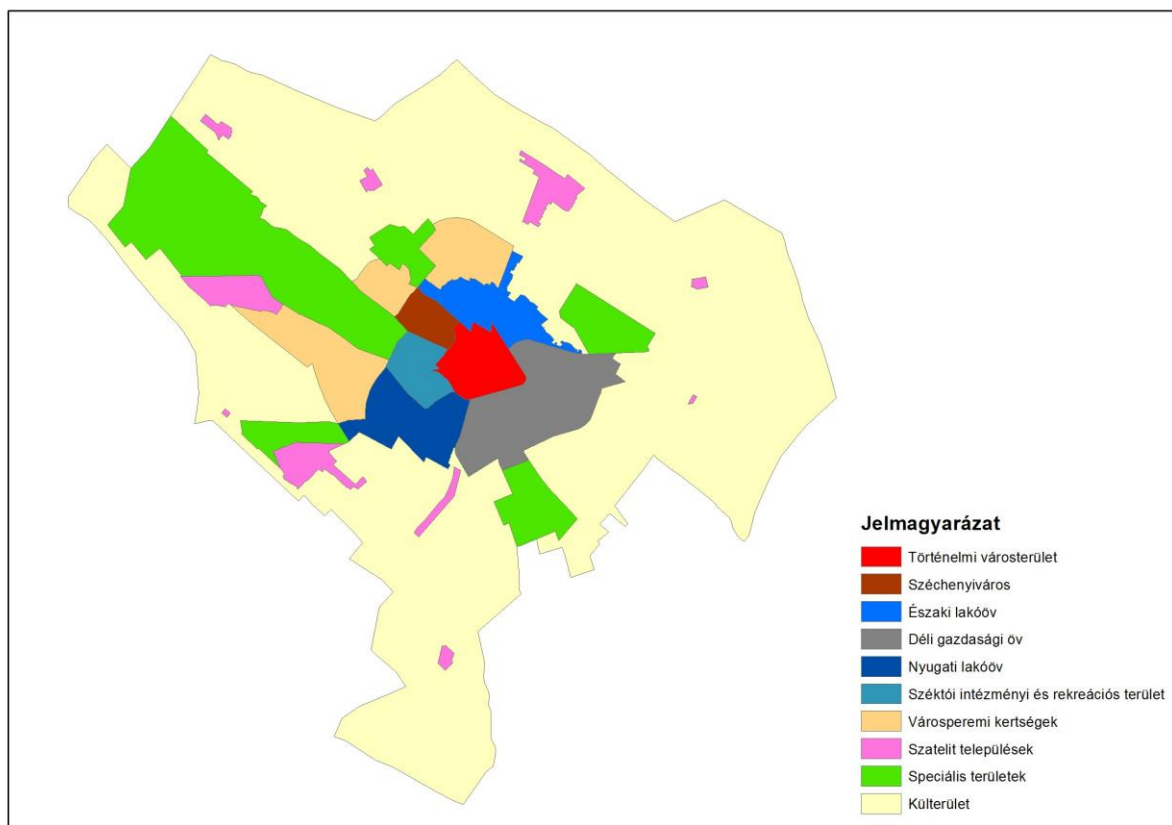 Jelmagyarázat
Történelmi városterület
Széchenyiváros
Északi lakóöv
Déli gazdasági öv
Nyugati lakóöv
Széktói intézményi és rekreációs terület
Városperemi kertségek
Szatelit települések
Speciális területek
Külterület